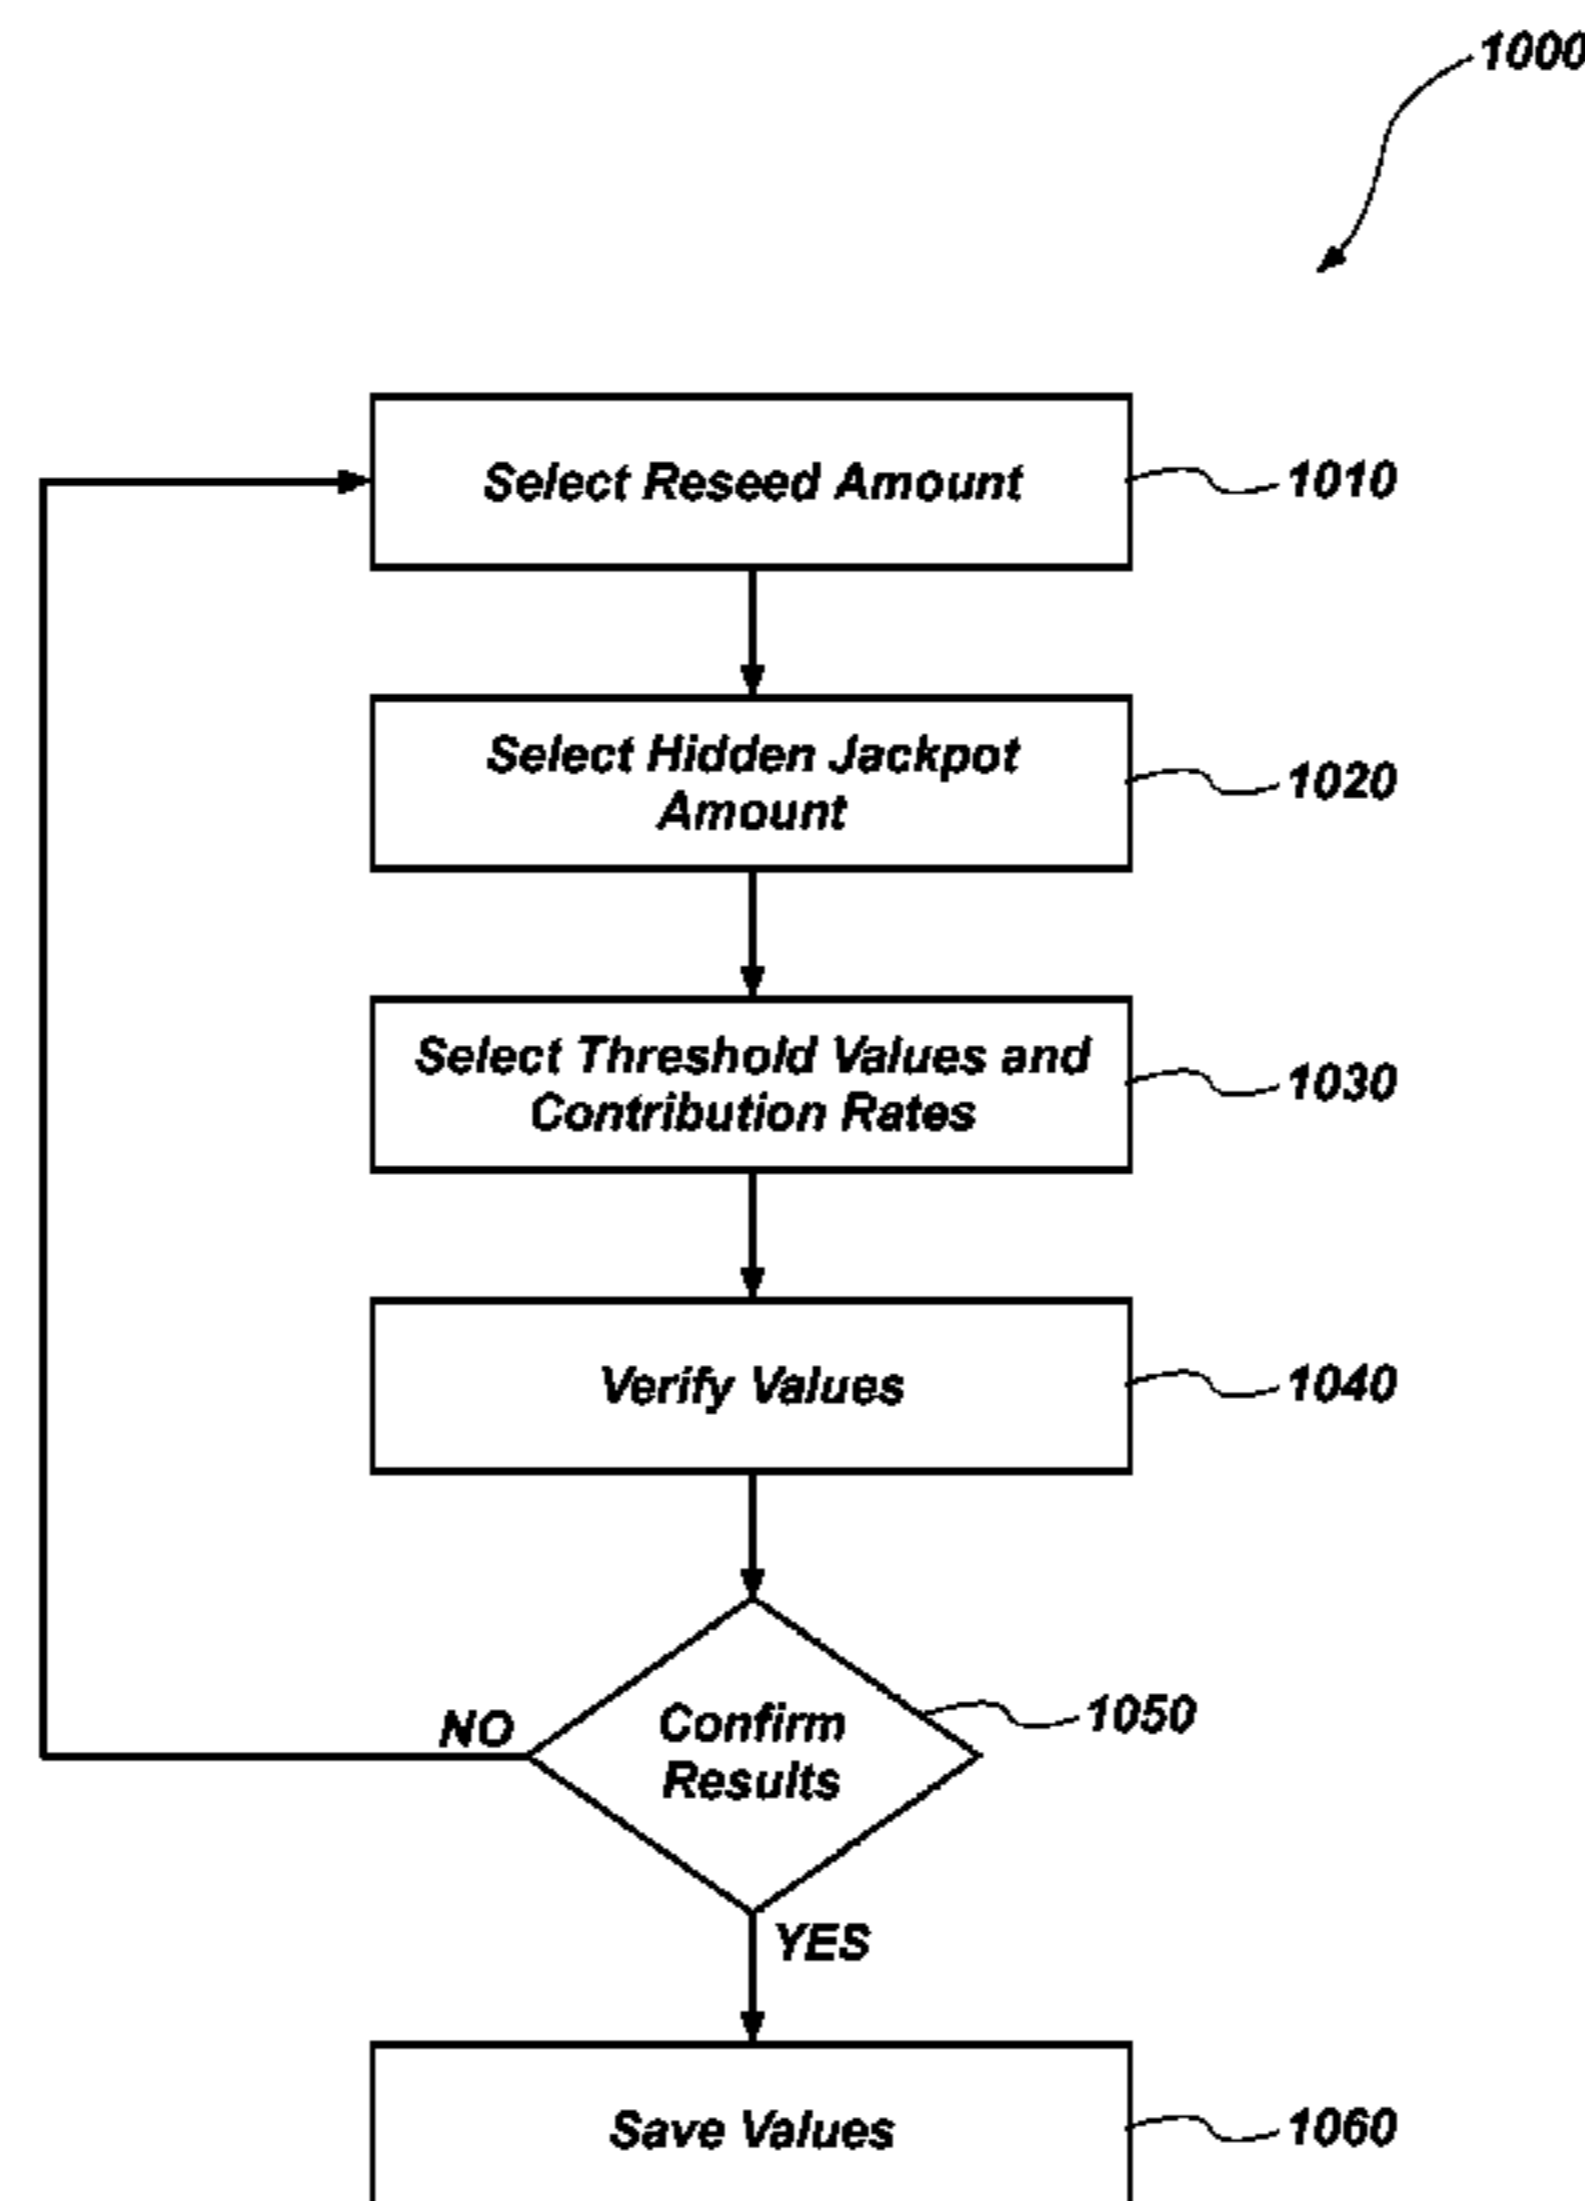 1000
Select Reseed Amount
1010
Select Hidden Jackpot
Amount
1020
Select Threshold Values and
Contribution Rates
1030
Verify Values
1040
NO
Confirm
Results
1050
YES
Save Values
1060